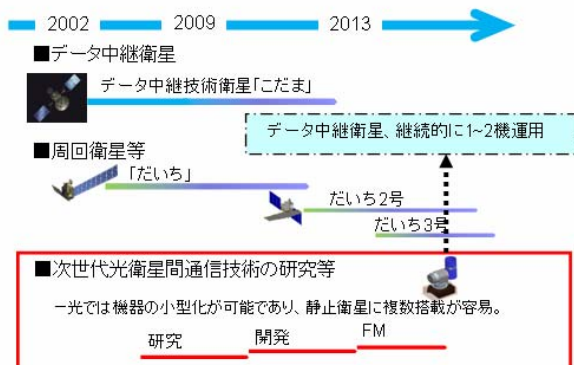 2002 2009 2013
■データ中継衛星
データ中継技術衛星「こだま」
データ中継衛星、継続的に1~2機運用
■周回衛星等
「だいち」
だいち2号
だいち3号
■次世代光衛星間通信技術の研究等
ー光では機器の小型化が可能であり、静止衛星に複数搭載が容易。
研究 開発 FM